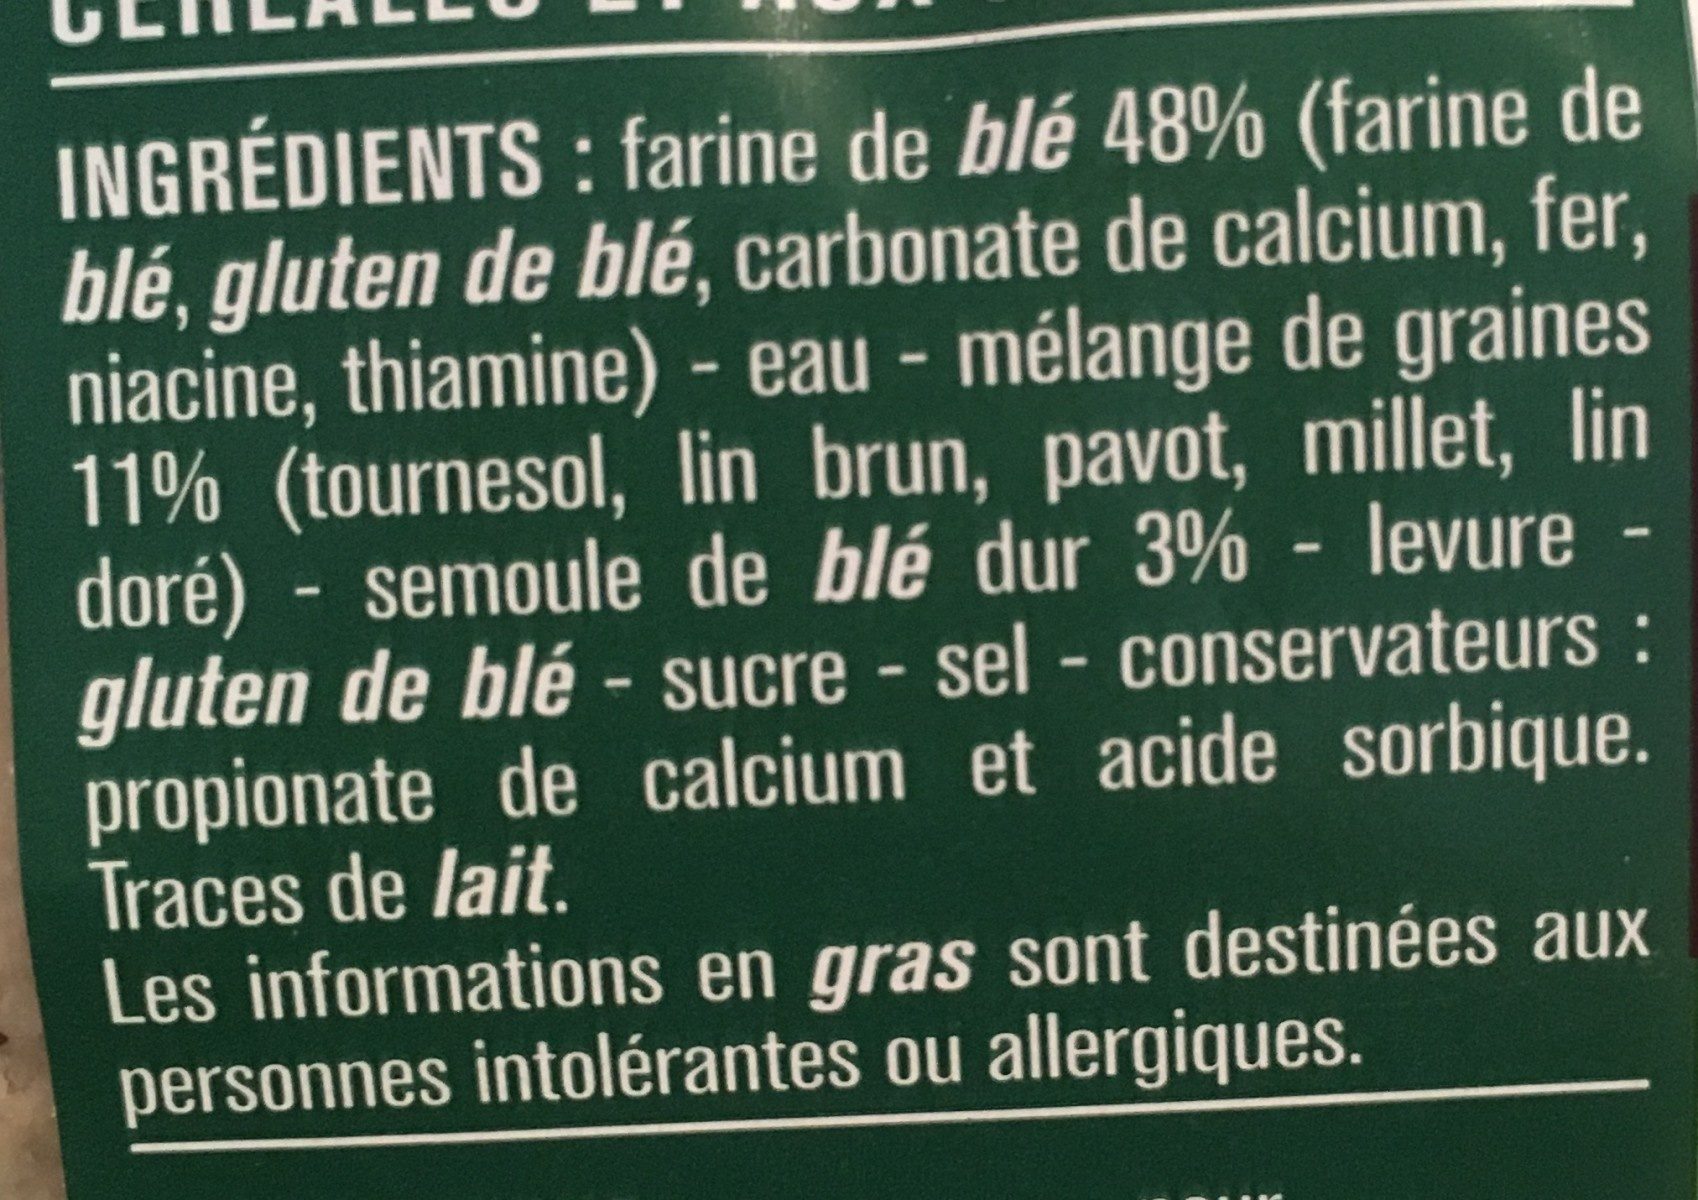 CÉRÉALES ET AUX
INGRÉDIENTS : farine de blé 48% (farine de
blé, gluten de blé, carbonate de calcium, fer,
niacine, thiamine) - eau - mélange de graines
11% (tournesol, lin brun, pavot, millet, lin
doré) - semoule de blé dur 3% - levure -
gluten de blé - sucre - sel - conservateurs :
propionate de calcium et acide sorbique.
Traces de lait.
Les informations en gras sont destinées aux
personnes intolérantes ou allergiques.